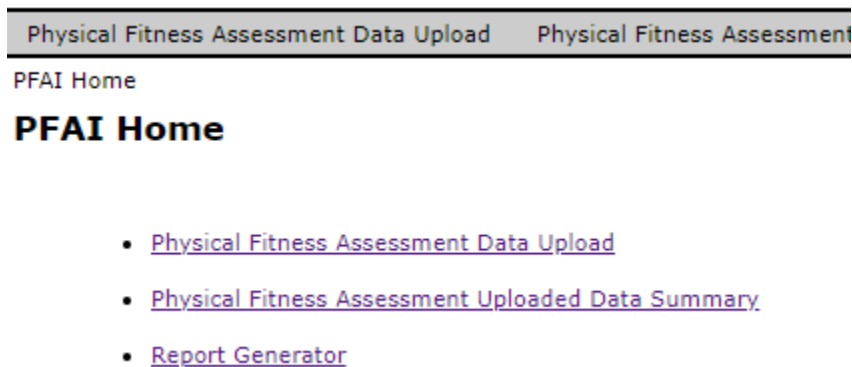 Physical Fitness Assessment Data Upload Physical Fitness Assessment
PFAI Home
PFAI Home
Physical Fitness Assessment Data Upload
Physical Fitness Assessment Uploaded Data Summary
Report Generator